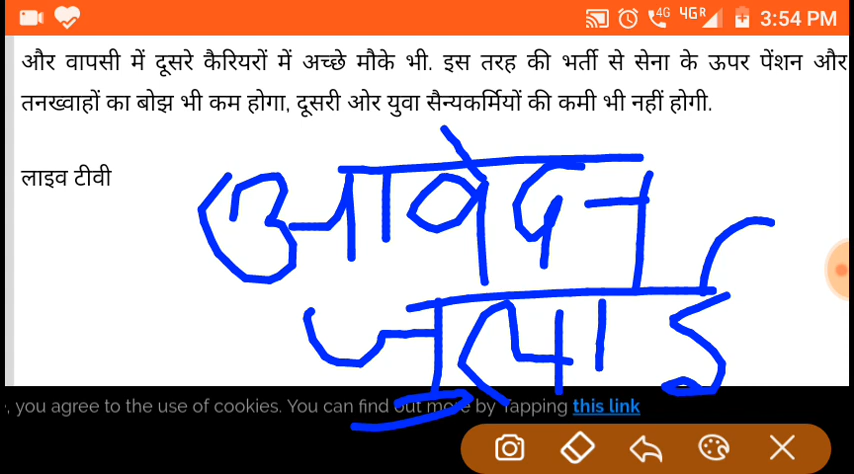 4G 4GR 3:54 PM
और वापसी में दूसरे कैरियरों में अच्छे मौके भी. इस तरह की भर्ती से सेना के ऊपर पेंशन और
तनख्वाहों का बोझ भी कम होगा, दूसरी ओर युवा सैन्यकर्मियों की कमी भी नहीं होगी.
लाइव टीवी
आवेदन
जुलाई
, you agree to the use of cookies. You can find out more by Tapping this link